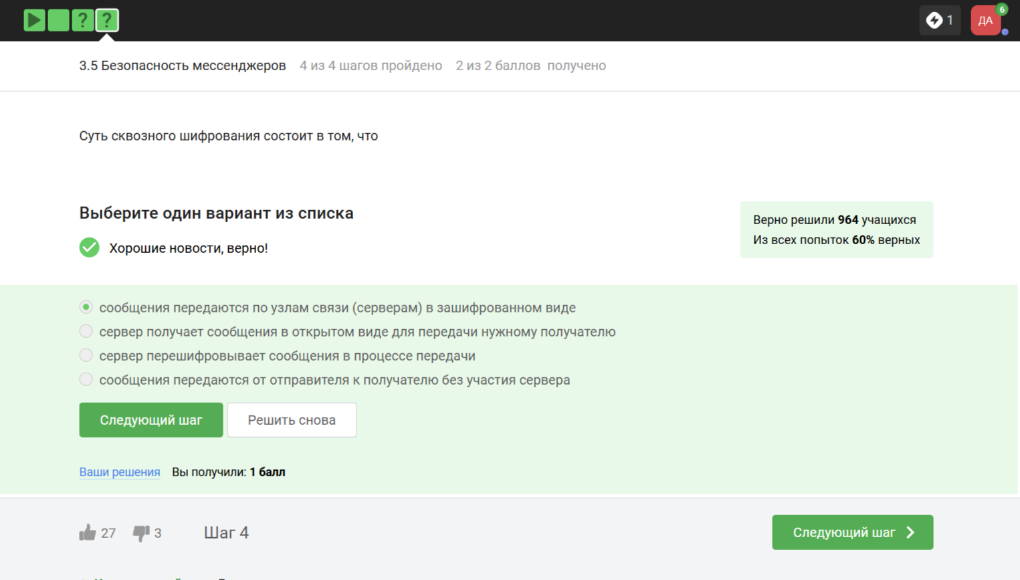 ? ?
1
ДА
6
3.5 Безопасность мессенджеров 4 из 4 шагов пройдено 2 из 2 баллов получено
Суть сквозного шифрования состоит в том, что
Выберите один вариант из списка
Хорошие новости, верно!
Верно решили 964 учащихся
Из всех попыток 60% верных
сообщения передаются по узлам связи (серверам) в зашифрованном виде
сервер получает сообщения в открытом виде для передачи нужному получателю
сервер перешифровывает сообщения в процессе передачи
сообщения передаются от отправителя к получателю без участия сервера
Следующий шаг Решить снова
Ваши решения Вы получили: 1 балл
27 3 Шаг 4 Следующий шаг